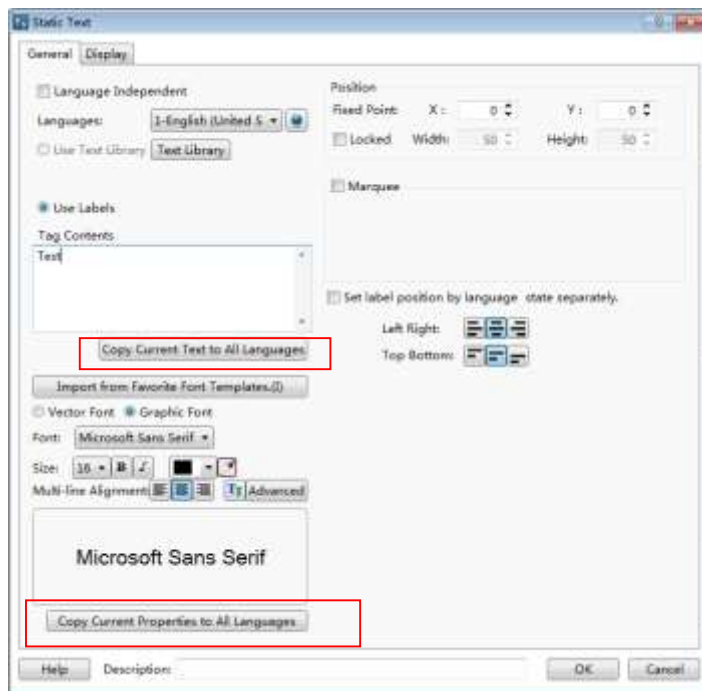 Static Text
General Display
Language Independent
Languages: 1-English (United S
Use Text Library Text Library
Use Labels
Tag Contents
Text
Copy Current Text to All Languages
Import from Favorite Font Templates.(I)
Vector Font Graphic Font
Font: Microsoft Sans Serif
Size: 16 B I
Multi-line Alignment: Advanced
Microsoft Sans Serif
Copy Current Properties to All Languages
Position
Fixed Point: X: 0 Y: 0
Locked Width: 50 Height: 50
Marquee
Set label position by language state separately.
Left Right:
Top Bottom:
Help Description: OK Cancel